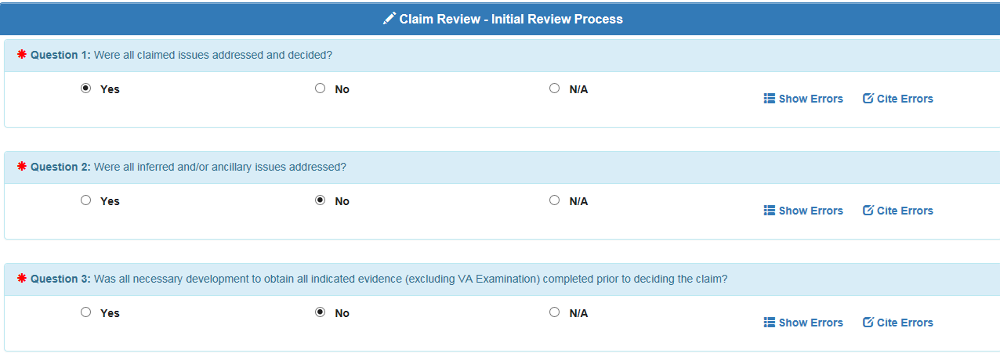 Claim Review - Initial Review Process
* Question 1: Were all claimed issues addressed and decided?
Yes No N/A Show Errors Cite Errors
* Question 2: Were all inferred and/or ancillary issues addressed?
Yes No N/A Show Errors Cite Errors
* Question 3: Was all necessary development to obtain all indicated evidence (excluding VA Examination) completed prior to deciding the claim?
Yes No N/A Show Errors Cite Errors